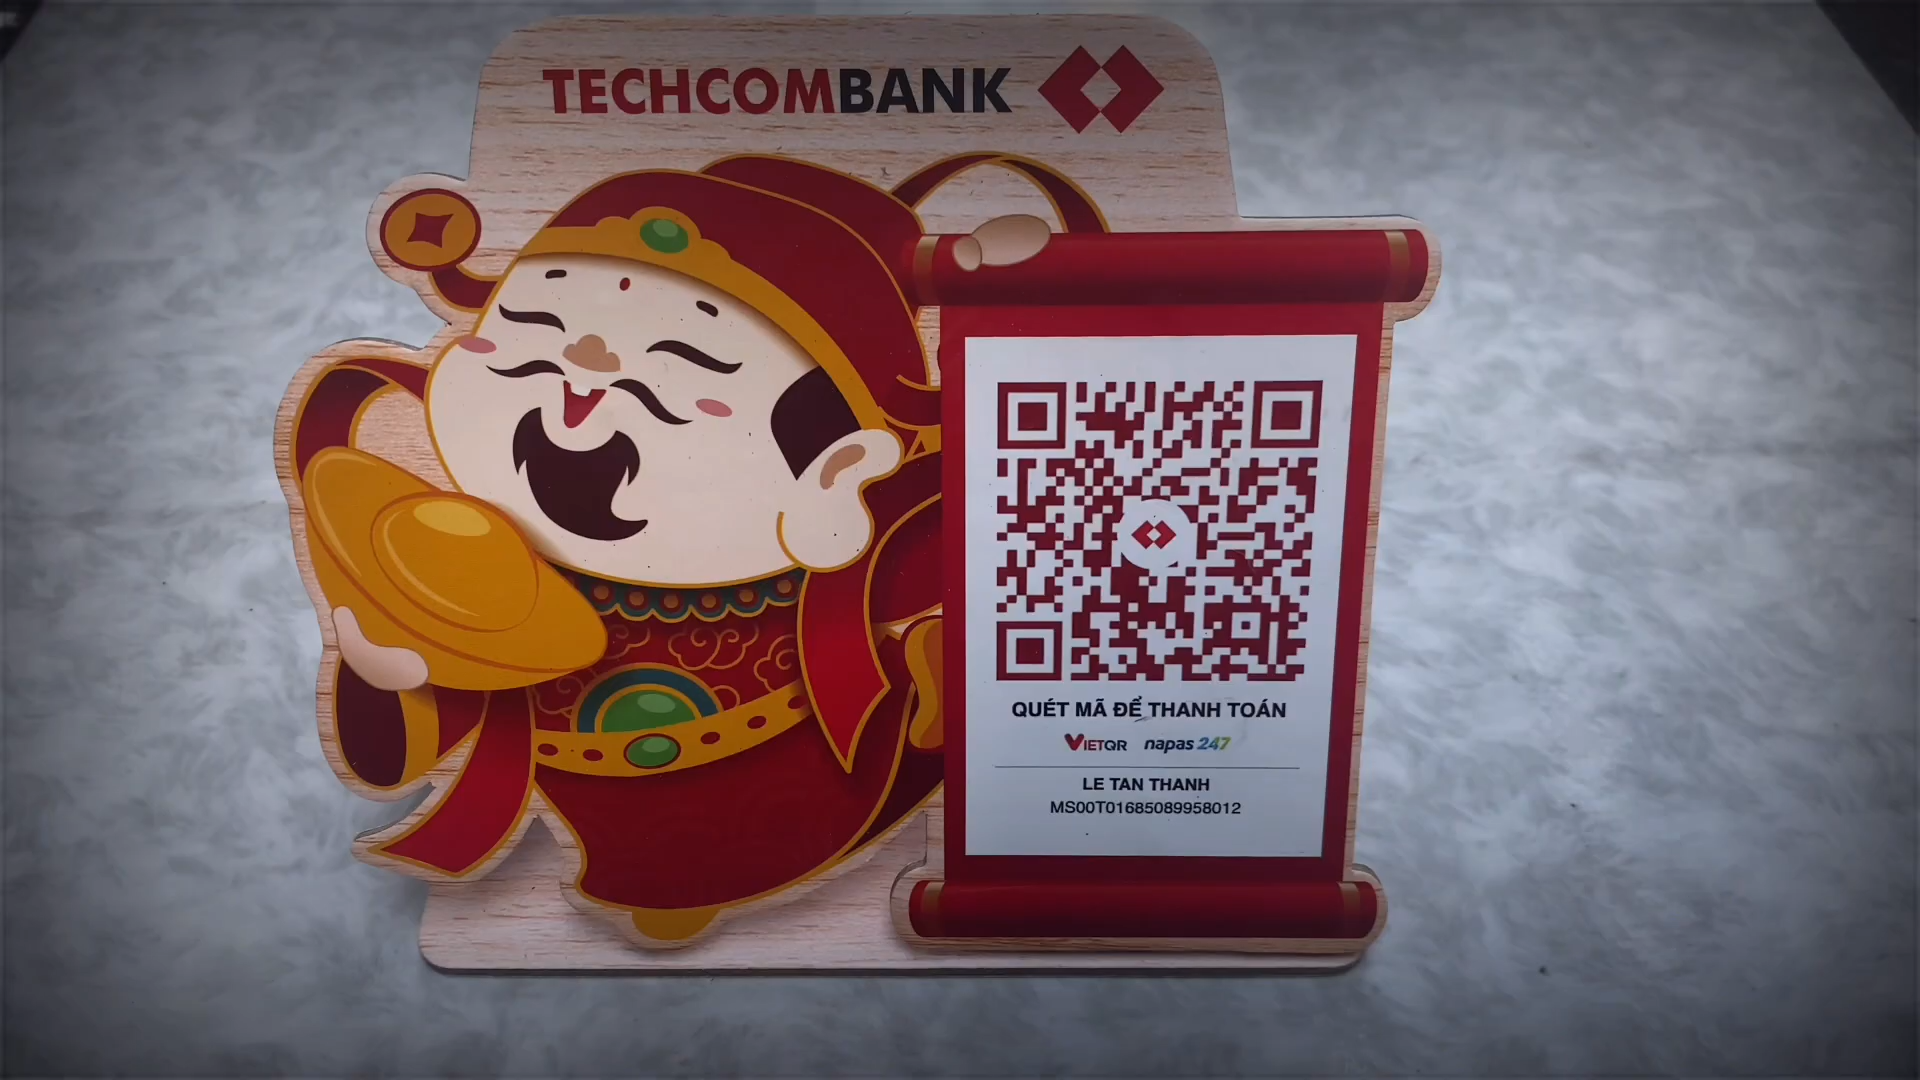 TECHCOMBANK
QUÉT MÃ ĐỂ THANH TOÁN
VIETQR napas 247
LE TAN THANH
MS00T01685089958012